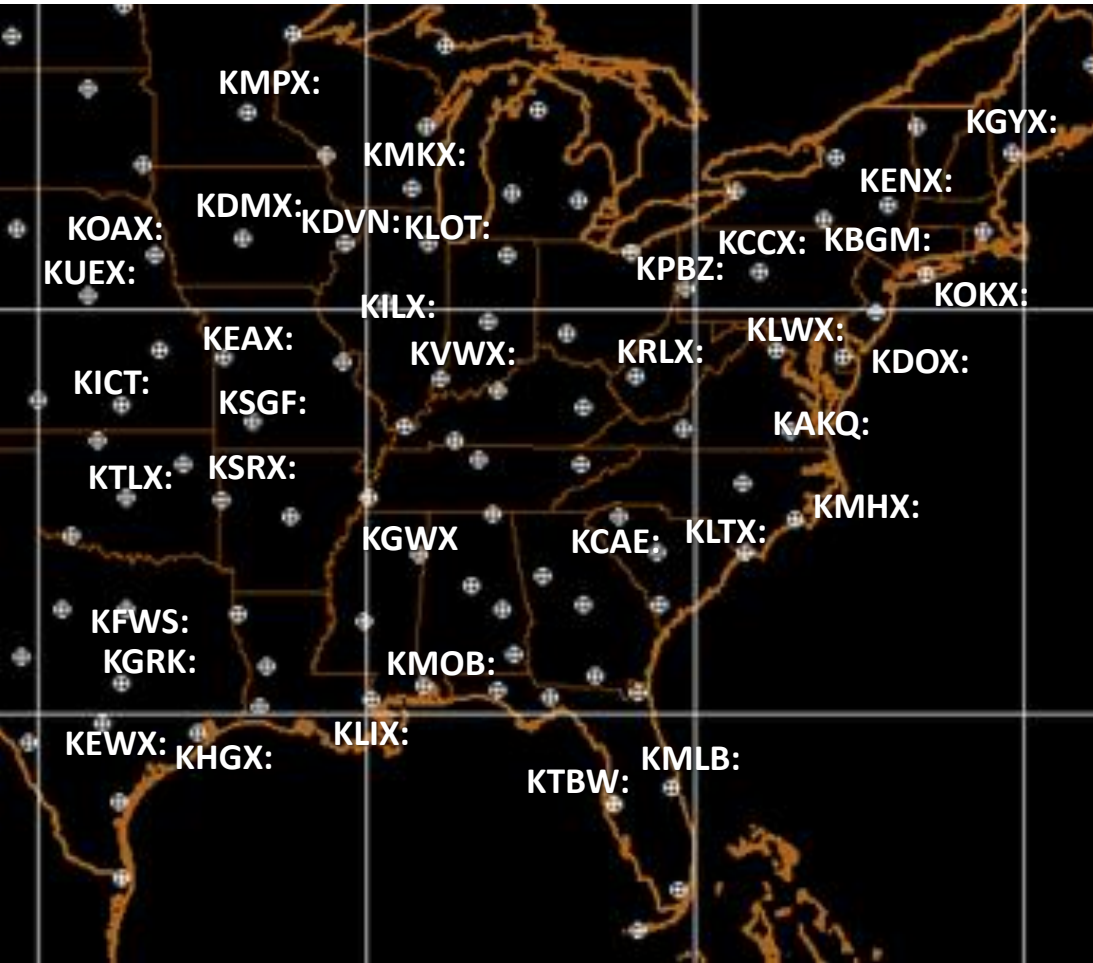 KMPX:
KGYX:
KMKX:
KENX:
KDMX:
KDVN:
KLOT:
KOAX:
KCCX:
KBGM:
KUEX:
KPBZ:
KOKX:
KILX:
KEAX:
KLWX:
KVWX:
KRLX:
KDOX:
KICT:
KSGF:
KAKQ:
KTLX:
KSRX:
KMHX:
KGWX
KCAE:
KLTX:
KFWS:
KGRK:
KMOB:
KEWX:
KHGX:
KLIX:
KMLB:
KTBW: